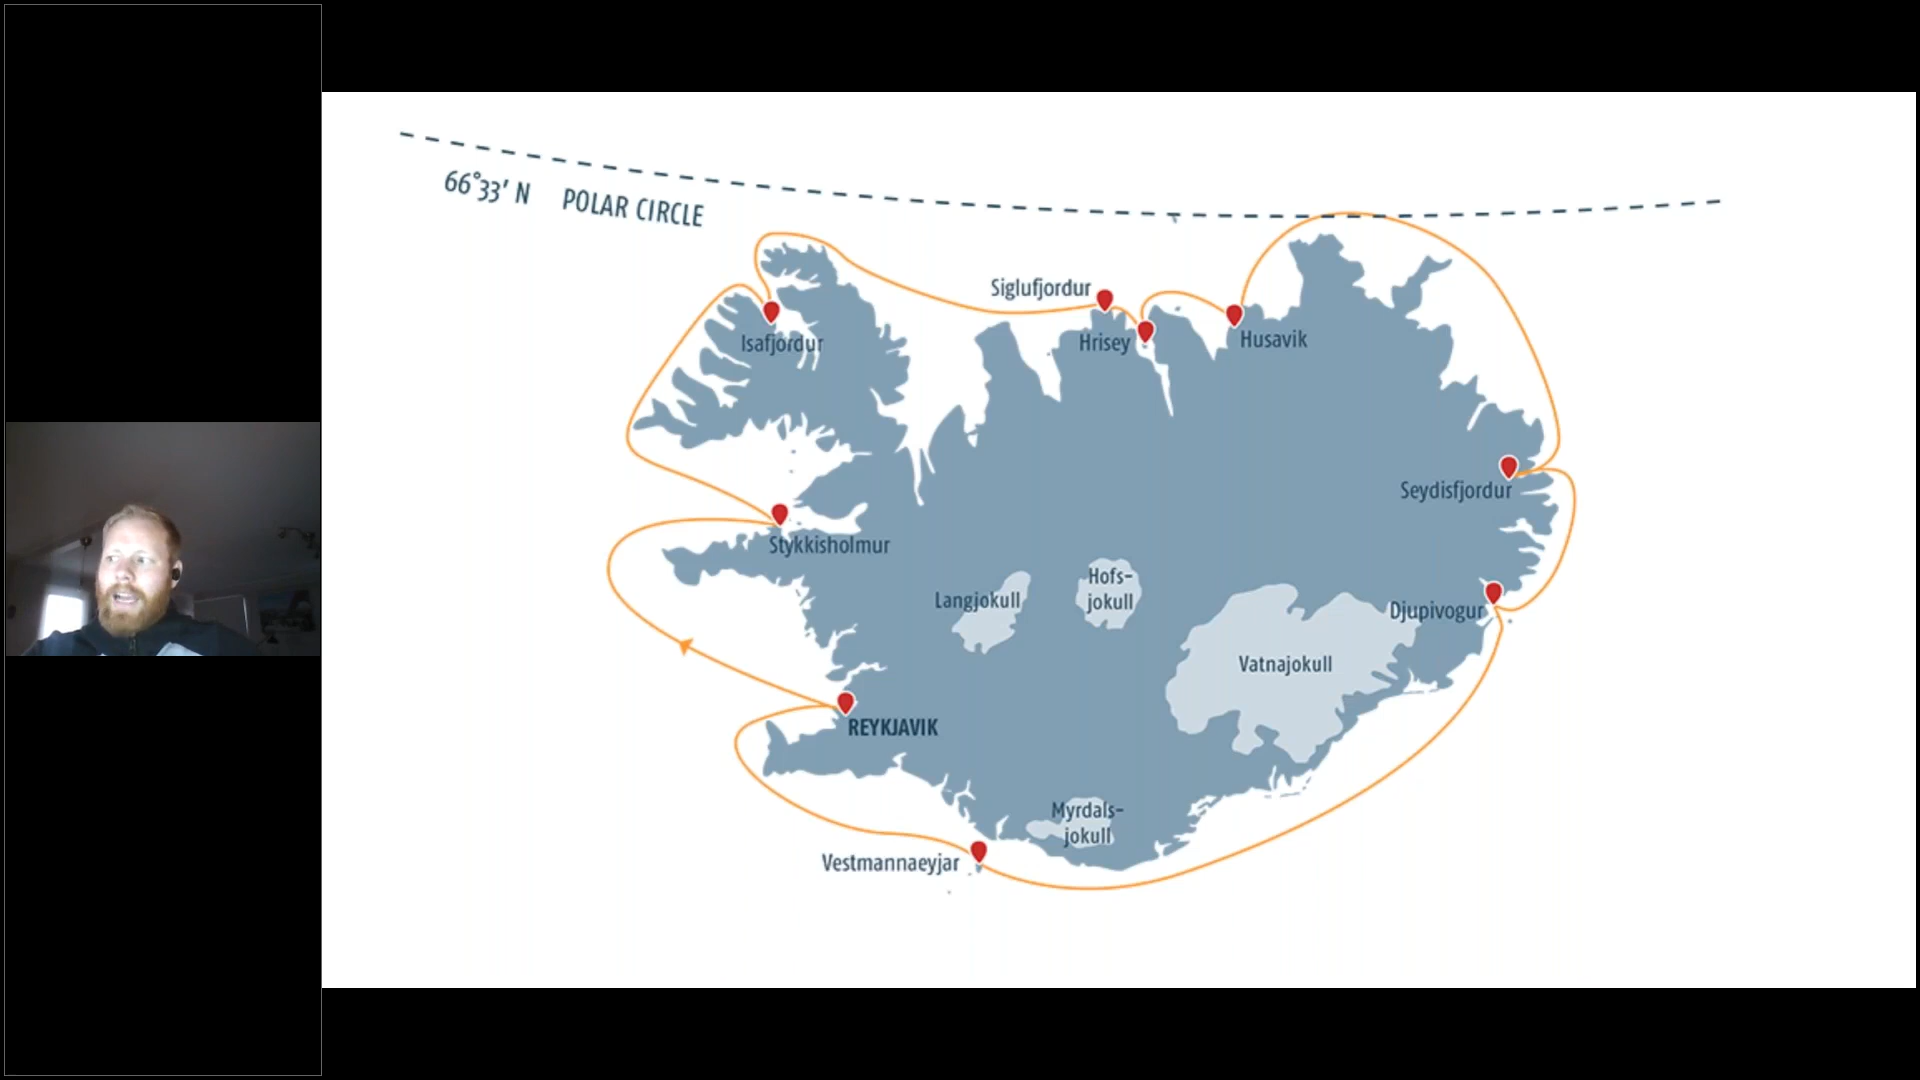 66°33' N POLAR CIRCLE
Siglufjordur
Isafjordur
Hrisey
Husavik
Seydisfjordur
Stykkisholmur
Hofs-
jokull
Langjokull
Djupivogur
Vatnajokull
REYKJAVIK
Myrdals-
jokull
Vestmannaeyjar